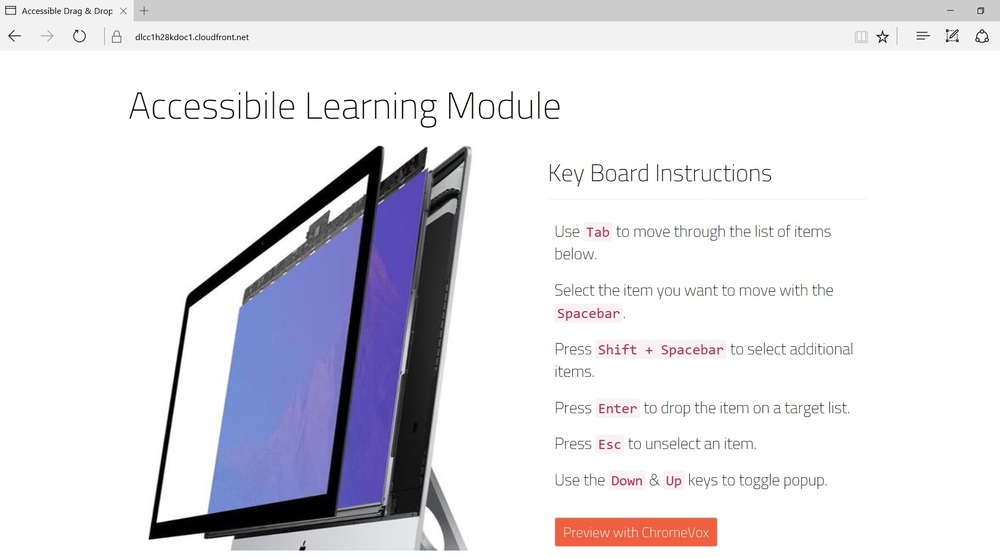 Accessible Drag & Drop
dlcc1h28kdoc1.cloudfront.net
Accessibile Learning Module
Key Board Instructions
Use Tab to move through the list of items
below.
Select the item you want to move with the
Spacebar.
Press Shift + Spacebar to select additional
items.
Press Enter to drop the item on a target list.
Press Esc to unselect an item.
Use the Down & Up keys to toggle popup.
Preview with ChromeVox